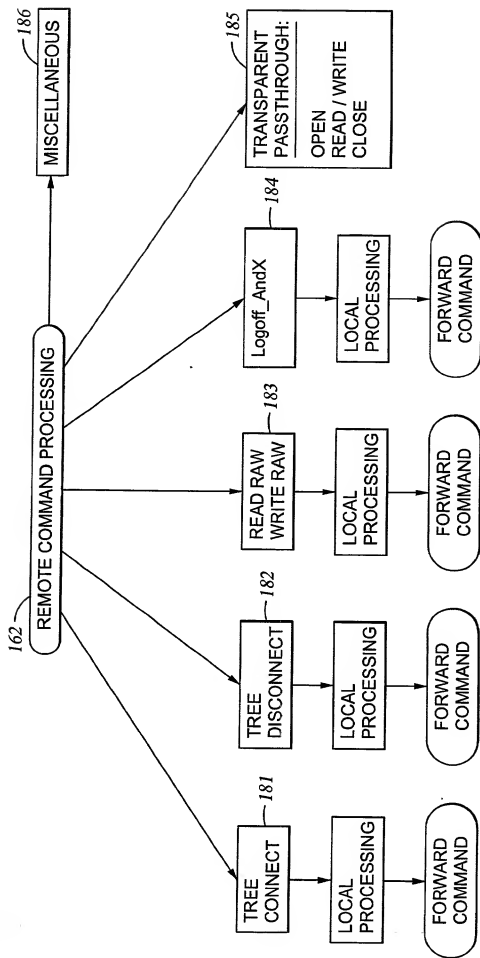 162
REMOTE COMMAND PROCESSING
186
MISCELLANEOUS
181
TREE
CONNECT
LOCAL
PROCESSING
FORWARD
COMMAND
182
TREE
DISCONNECT
LOCAL
PROCESSING
FORWARD
COMMAND
183
READ RAW
WRITE RAW
LOCAL
PROCESSING
FORWARD
COMMAND
184
Logoff_AndX
LOCAL
PROCESSING
FORWARD
COMMAND
185
TRANSPARENT
PASSTHROUGH:
OPEN
READ / WRITE
CLOSE